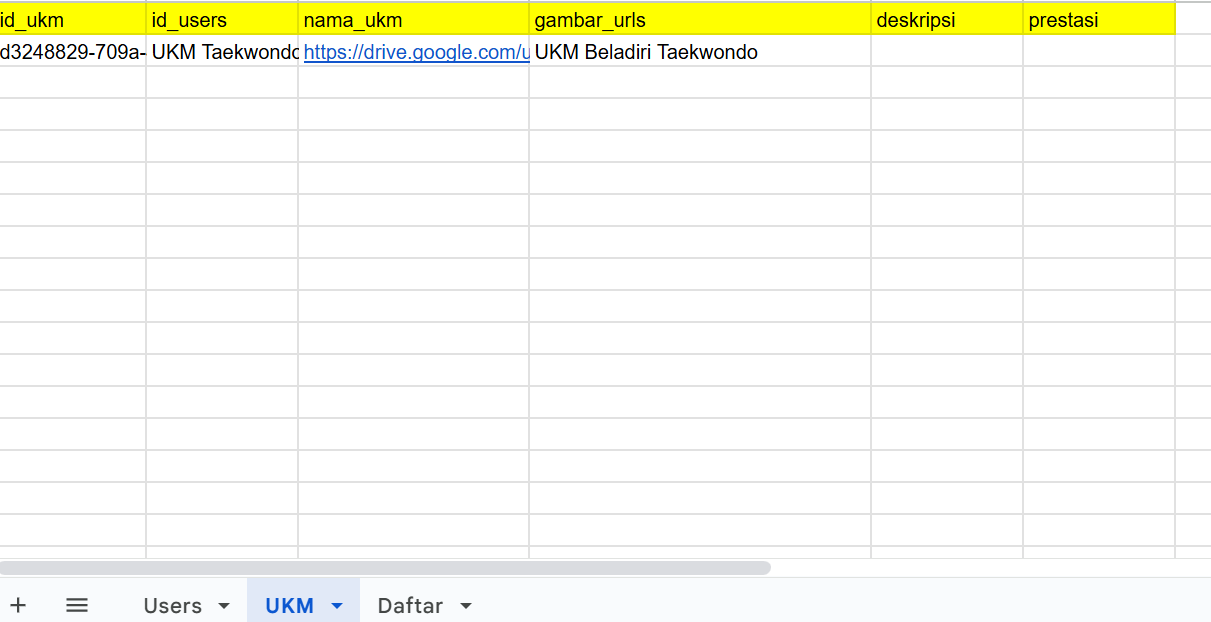 id_ukm id_users nama_ukm gambar_urls deskripsi prestasi
d3248829-709a- UKM Taekwondo https://drive.google.com/u UKM Beladiri Taekwondo
Users UKM Daftar